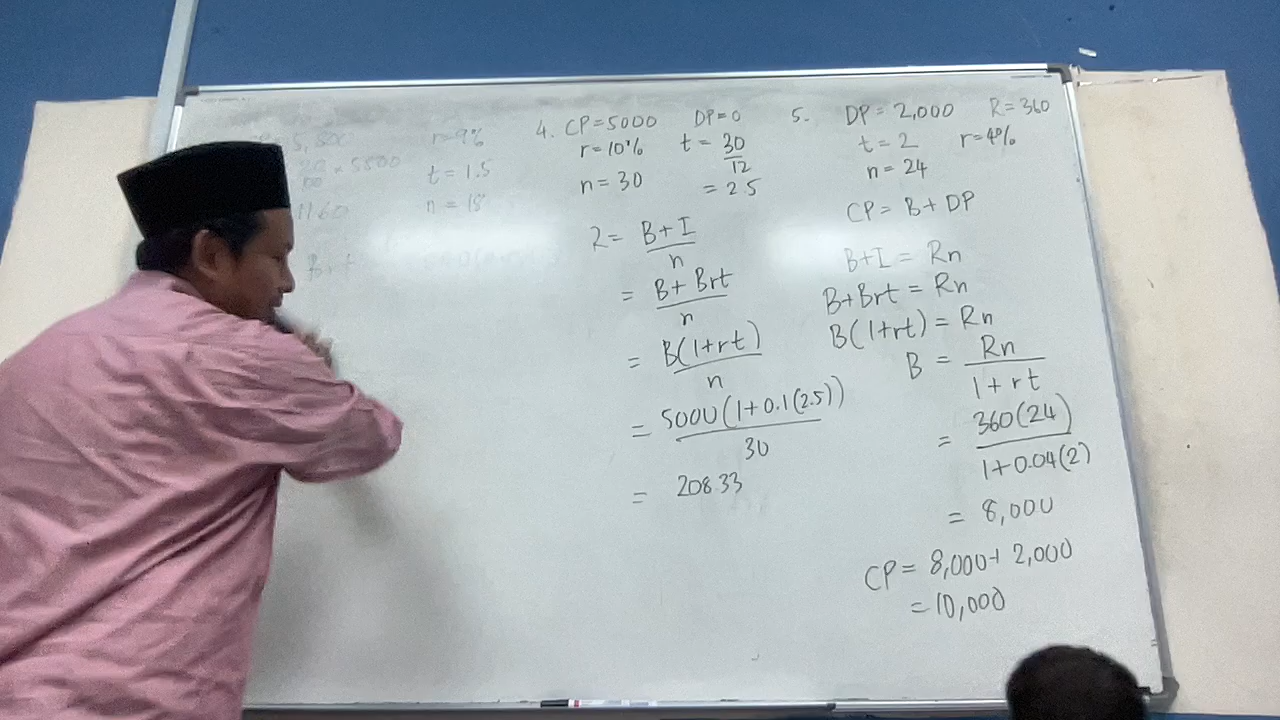 r=9%
t = 1.5
n = 15
1160
4. CP=5000 DP=0
r=10% t = 30/12
n = 30 = 2.5
R = B+I/n
= B+Brt/n
= B(1+rt)/n
= 5000(1+0.1(2.5))/30
= 208.33
5. DP = 2,000 R=360
t = 2 r=4%
n = 24
CP = B + DP
B+I = Rn
B+Brt = Rn
B(1+rt) = Rn
B = Rn/1+rt
= 360(24)/1+0.04(2)
= 8,000
CP = 8,000+ 2,000
= 10,000